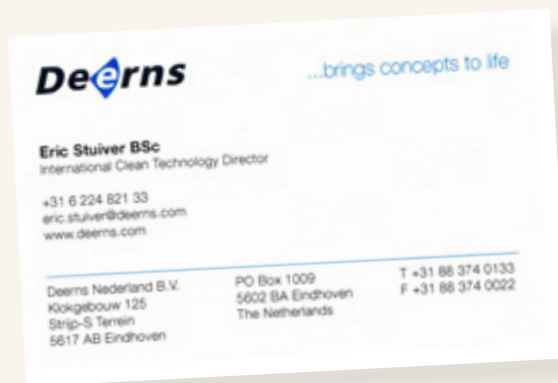 Deerns
...brings concepts to life
Eric Stuiver BSc
International Clean Technology Director
+31 6 224 821 33
eric.stuiver@deerns.com
www.deerns.com
Deerns Nederland B.V.
Klokgebouw 125
Strijp-S Terrein
5617 AB Eindhoven
PO Box 1009
5602 BA Eindhoven
The Netherlands
T +31 88 374 0133
F +31 88 374 0022